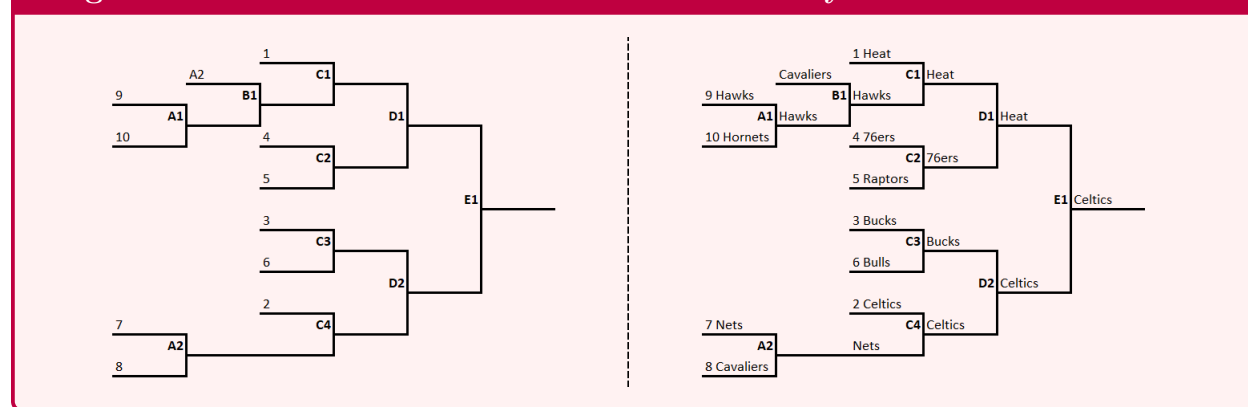 1
A2
C1
9
B1
A1
D1
10
4
C2
5
E1
3
C3
6
D2
2
C4
7
A2
8
1 Heat
Cavaliers
C1 Heat
9 Hawks
B1 Hawks
A1 Hawks
D1 Heat
10 Hornets
4 76ers
C2 76ers
5 Raptors
E1 Celtics
3 Bucks
C3 Bucks
6 Bulls
D2 Celtics
2 Celtics
7 Nets
C4 Celtics
A2
Nets
8 Cavaliers